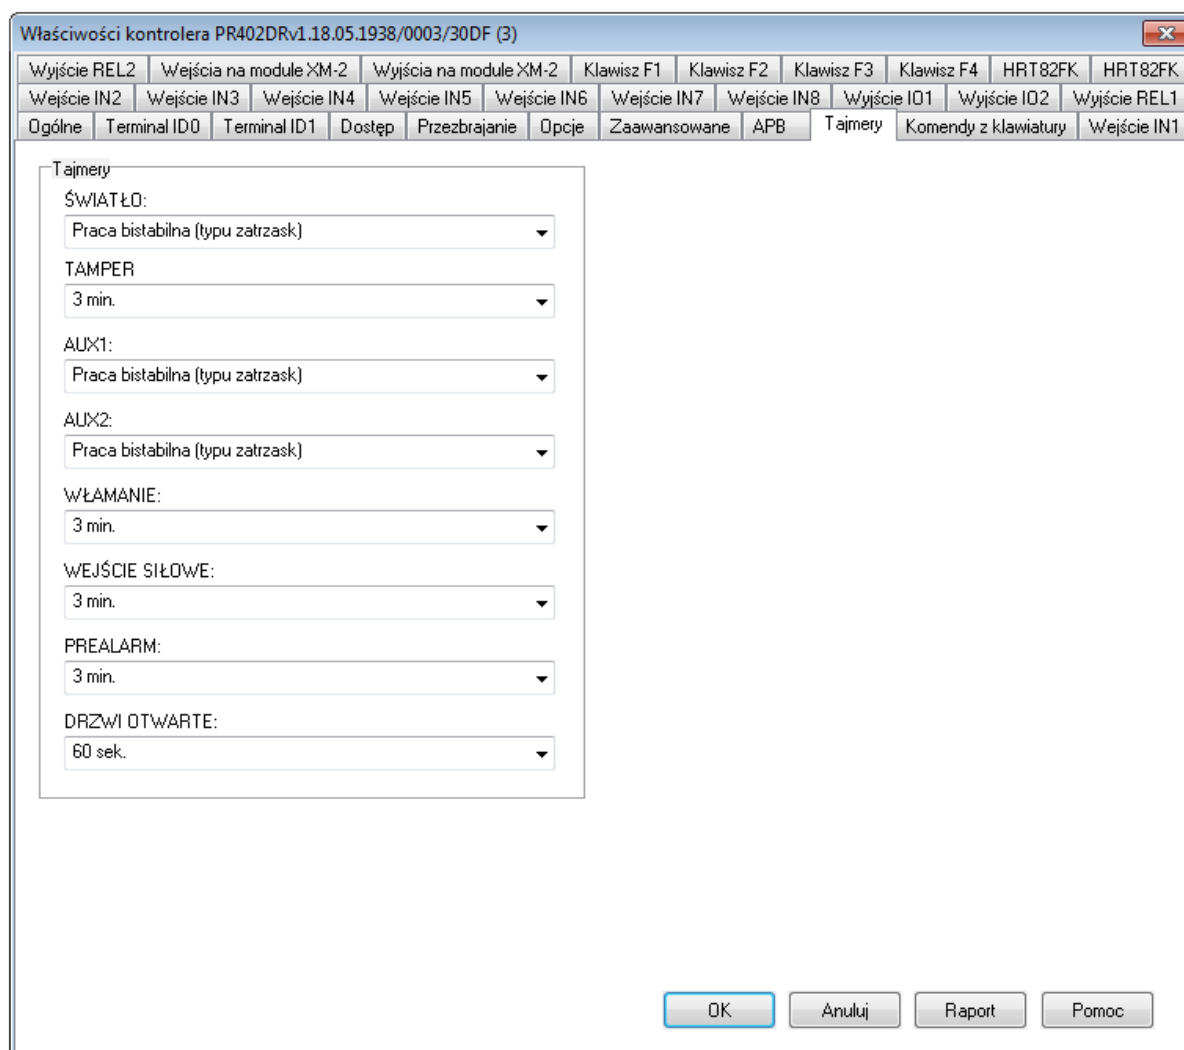 Właściwości kontrolera PR402DRv1.18.05.1938/0003/30DF (3)
Wyjście REL2 Wejścia na module XM-2 Wyjścia na module XM-2 Klawisz F1 Klawisz F2 Klawisz F3 Klawisz F4 HRT82FK HRT82FK
Wejście IN2 Wejście IN3 Wejście IN4 Wejście IN5 Wejście IN6 Wejście IN7 Wejście IN8 Wyjście IO1 Wyjście IO2 Wyjście REL1
Ogólne Terminal ID0 Terminal ID1 Dostęp Przezbrajanie Opcje Zaawansowane APB Tajmery Komendy z klawiatury Wejście IN1
Tajmery
ŚWIATŁO:
Praca bistabilna (typu zatrzask)
TAMPER
3 min.
AUX1:
Praca bistabilna (typu zatrzask)
AUX2:
Praca bistabilna (typu zatrzask)
WŁAMANIE:
3 min.
WEJŚCIE SIŁOWE:
3 min.
PREALARM:
3 min.
DRZWI OTWARTE:
60 sek.
OK Anuluj Raport Pomoc